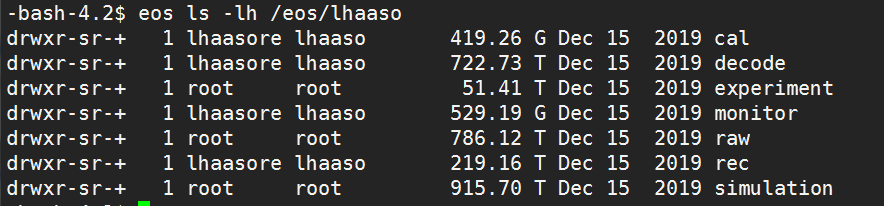 -bash-4.2$ eos ls -lh /eos/lhaaso
drwxr-sr-+   1 lhaasore lhaaso       419.26 G Dec 15  2019 cal
drwxr-sr-+   1 lhaasore lhaaso       722.73 T Dec 15  2019 decode
drwxr-sr-+   1 root     root          51.41 T Dec 15  2019 experiment
drwxr-sr-+   1 lhaasore lhaaso       529.19 G Dec 15  2019 monitor
drwxr-sr-+   1 root     root         786.12 T Dec 15  2019 raw
drwxr-sr-+   1 lhaasore lhaaso       219.16 T Dec 15  2019 rec
drwxr-sr-+   1 root     root         915.70 T Dec 15  2019 simulation
-bash-4.2$